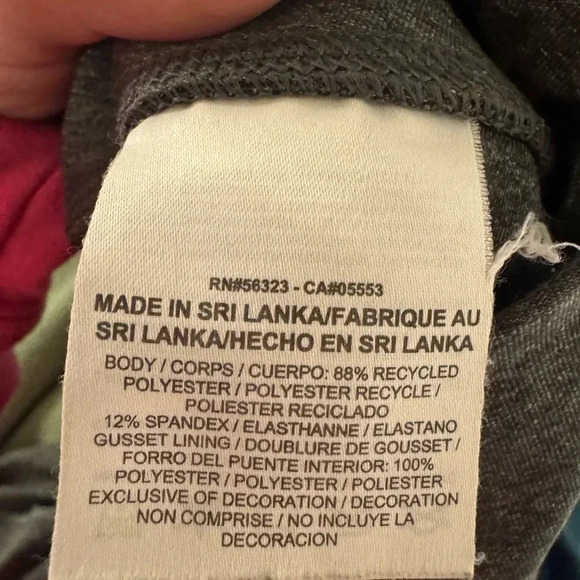 RN#56323 - CA#05553
MADE IN SRI LANKA/FABRIQUE AU
SRI LANKA/HECHO EN SRI LANKA
BODY / CORPS / CUERPO: 88% RECYCLED
POLYESTER / POLYESTER RECYCLE /
POLIESTER RECICLADO
12% SPANDEX / ELASTHANNE / ELASTANO
GUSSET LINING / DOUBLURE DE GOUSSET /
FORRO DEL PUENTE INTERIOR: 100%
POLYESTER / POLYESTER / POLIESTER
EXCLUSIVE OF DECORATION / DECORATION
NON COMPRISE / NO INCLUYE LA
DECORACION